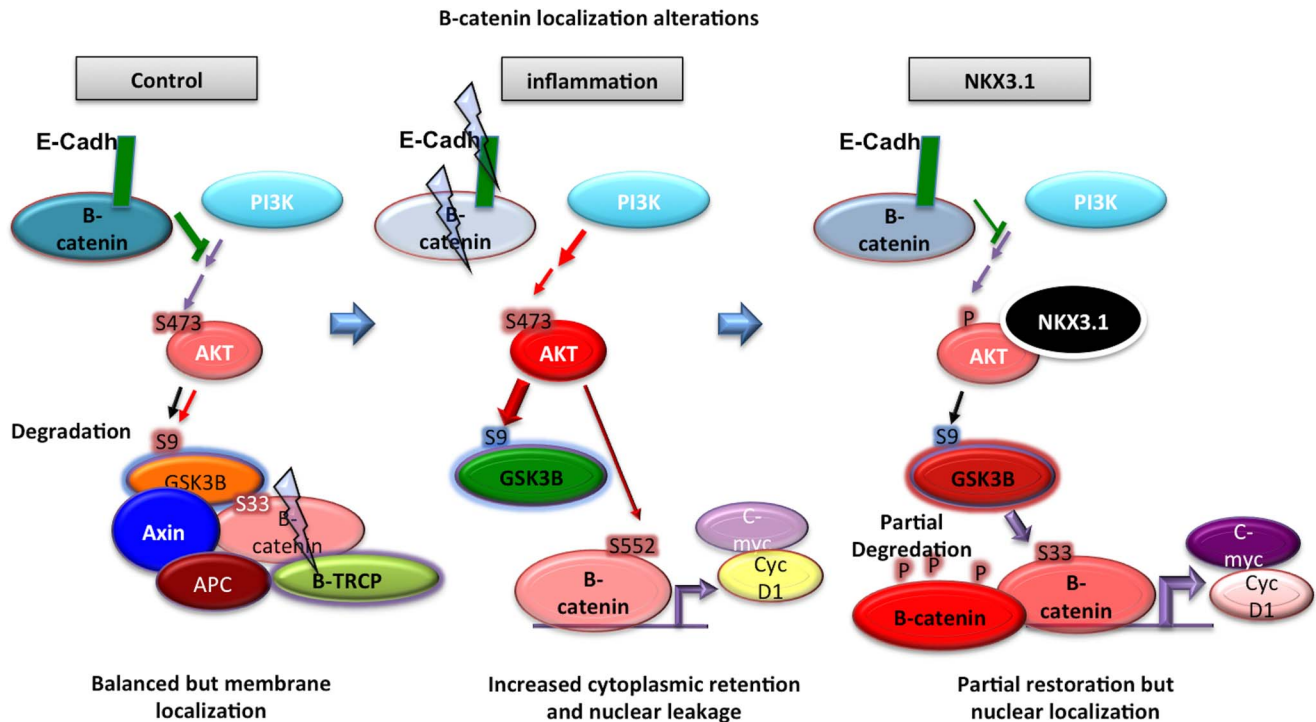 B-catenin localization alterations
Control
E-Cadh
PI3K
B-
catenin
S473
AKT
Degradation
S9
GSK3B
S33
Axin
B-
catenin
APC
B-TRCP
Balanced but membrane
localization
inflammation
E-Cadh
PI3K
B-
catenin
S473
AKT
S9
GSK3B
C-
myc
S552
Cyc
D1
B-
catenin
Increased cytoplasmic retention
and nuclear leakage
NKX3.1
E-Cadh
PI3K
B-
catenin
P
NKX3.1
AKT
S9
GSK3B
Partial
Degredation
C-
myc
S33
P P P
B-
catenin
Cyc
D1
B-catenin
Partial restoration but
nuclear localization